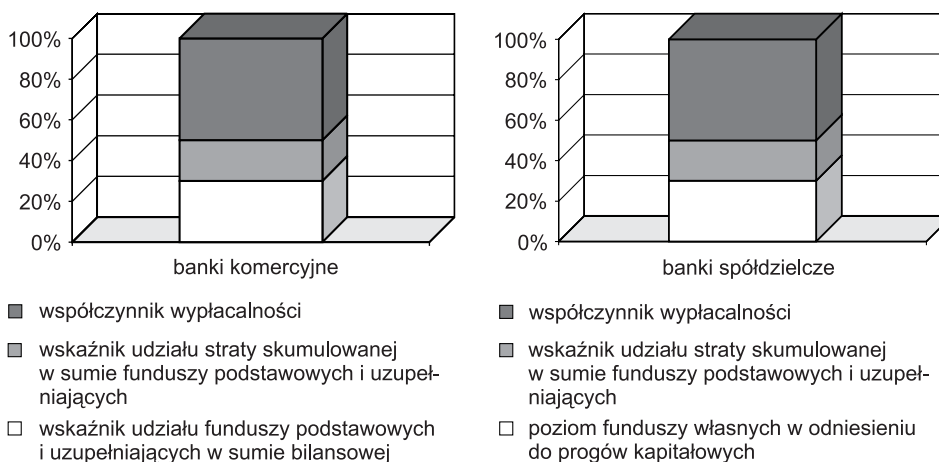 100%
80%
60%
40%
20%
0%
banki komercyjne
współczynnik wypłacalności
wskaźnik udziału straty skumulowanej
w sumie funduszy podstawowych i uzupeł-
niających
wskaźnik udziału funduszy podstawowych
i uzupełniających w sumie bilansowej
100%
80%
60%
40%
20%
0%
banki spółdzielcze
współczynnik wypłacalności
wskaźnik udziału straty skumulowanej
w sumie funduszy podstawowych i uzupeł-
niających
poziom funduszy własnych w odniesieniu
do progów kapitałowych